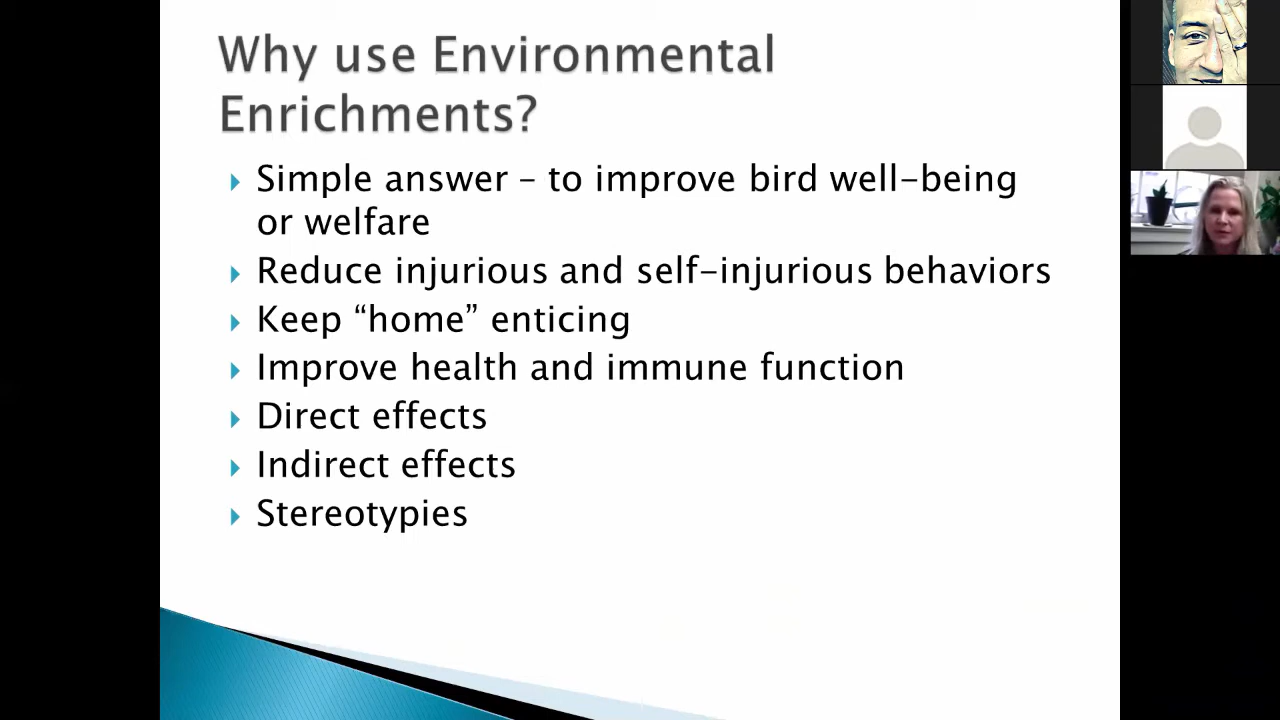 Why use Environmental
Enrichments?
Simple answer – to improve bird well-being
or welfare
Reduce injurious and self-injurious behaviors
Keep “home” enticing
Improve health and immune function
Direct effects
Indirect effects
Stereotypies